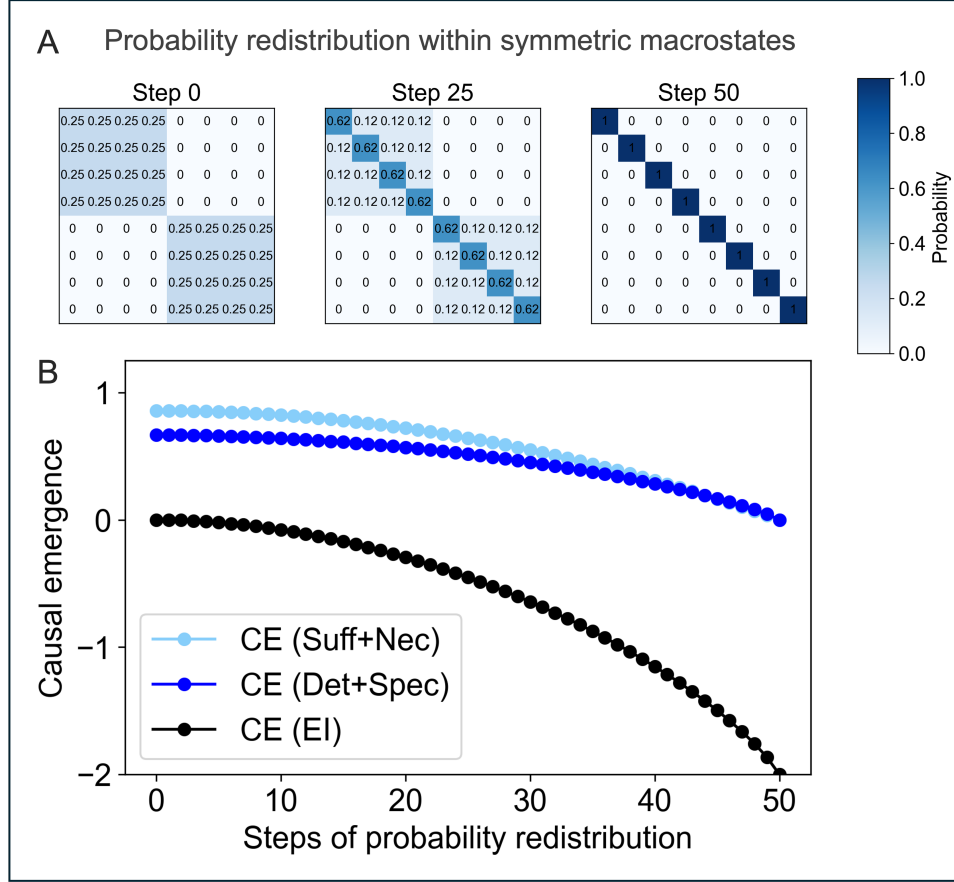 A Probability redistribution within symmetric macrostates
Step 0 Step 25 Step 50
0.25 0.25 0.25 0.25 0 0 0 0 0.62 0.12 0.12 0.12 0 0 0 0 1 0 0 0 0 0 0 0
0.25 0.25 0.25 0.25 0 0 0 0 0.12 0.62 0.12 0.12 0 0 0 0 0 1 0 0 0 0 0 0
0.25 0.25 0.25 0.25 0 0 0 0 0.12 0.12 0.62 0.12 0 0 0 0 0 0 1 0 0 0 0 0
0.25 0.25 0.25 0.25 0 0 0 0 0.12 0.12 0.12 0.62 0 0 0 0 0 0 0 1 0 0 0 0
0 0 0 0 0.25 0.25 0.25 0.25 0 0 0 0 0.62 0.12 0.12 0.12 0 0 0 0 1 0 0 0
0 0 0 0 0.25 0.25 0.25 0.25 0 0 0 0 0.12 0.62 0.12 0.12 0 0 0 0 0 1 0 0
0 0 0 0 0.25 0.25 0.25 0.25 0 0 0 0 0.12 0.12 0.62 0.12 0 0 0 0 0 0 1 0
0 0 0 0 0.25 0.25 0.25 0.25 0 0 0 0 0.12 0.12 0.12 0.62 0 0 0 0 0 0 0 1
1.0
0.8
0.6
0.4
0.2
0.0
Probability
B
Causal emergence
1
0
−1
−2
CE (Suff+Nec)
CE (Det+Spec)
CE (EI)
0 10 20 30 40 50
Steps of probability redistribution